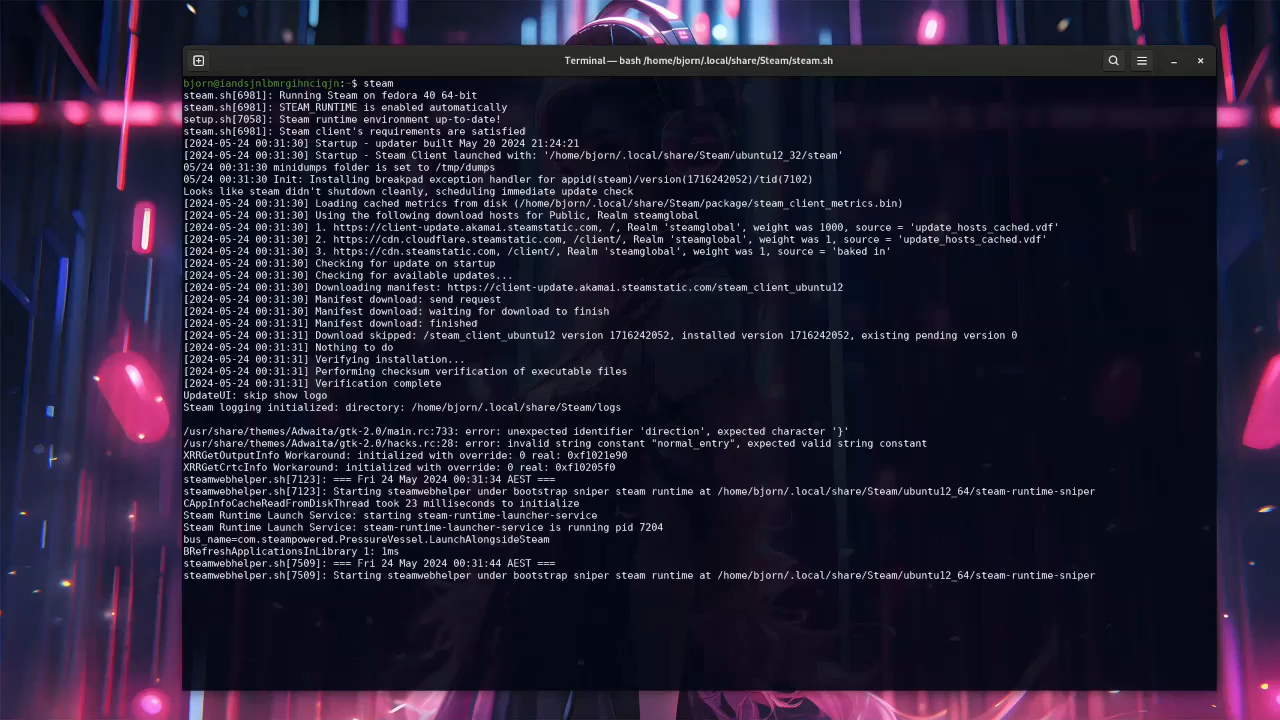 Terminal — bash /home/bjorn/.local/share/Steam/steam.sh
bjorn@iandsjnlbmrgihnciqjn:~$ steam
steam.sh[6981]: Running Steam on fedora 40 64-bit
steam.sh[6981]: STEAM_RUNTIME is enabled automatically
setup.sh[7058]: Steam runtime environment up-to-date!
steam.sh[6981]: Steam client's requirements are satisfied
[2024-05-24 00:31:30] Startup - updater built May 20 2024 21:24:21
[2024-05-24 00:31:30] Startup - Steam Client launched with: '/home/bjorn/.local/share/Steam/ubuntu12_32/steam'
05/24 00:31:30 minidumps folder is set to /tmp/dumps
05/24 00:31:30 Init: Installing breakpad exception handler for appid(steam)/version(1716242052)/tid(7102)
Looks like steam didn't shutdown cleanly, scheduling immediate update check
[2024-05-24 00:31:30] Loading cached metrics from disk (/home/bjorn/.local/share/Steam/package/steam_client_metrics.bin)
[2024-05-24 00:31:30] Using the following download hosts for Public, Realm steamglobal
[2024-05-24 00:31:30] 1. https://client-update.akamai.steamstatic.com, /, Realm 'steamglobal', weight was 1000, source = 'update_hosts_cached.vdf'
[2024-05-24 00:31:30] 2. https://cdn.cloudflare.steamstatic.com, /client/, Realm 'steamglobal', weight was 1, source = 'update_hosts_cached.vdf'
[2024-05-24 00:31:30] 3. https://cdn.steamstatic.com, /client/, Realm 'steamglobal', weight was 1, source = 'baked in'
[2024-05-24 00:31:30] Checking for update on startup
[2024-05-24 00:31:30] Checking for available updates...
[2024-05-24 00:31:30] Downloading manifest: https://client-update.akamai.steamstatic.com/steam_client_ubuntu12
[2024-05-24 00:31:30] Manifest download: send request
[2024-05-24 00:31:30] Manifest download: waiting for download to finish
[2024-05-24 00:31:31] Manifest download: finished
[2024-05-24 00:31:31] Download skipped: /steam_client_ubuntu12 version 1716242052, installed version 1716242052, existing pending version 0
[2024-05-24 00:31:31] Nothing to do
[2024-05-24 00:31:31] Verifying installation...
[2024-05-24 00:31:31] Performing checksum verification of executable files
[2024-05-24 00:31:31] Verification complete
UpdateUI: skip show logo
Steam logging initialized: directory: /home/bjorn/.local/share/Steam/logs
/usr/share/themes/Adwaita/gtk-2.0/main.rc:733: error: unexpected identifier 'direction', expected character '}'
/usr/share/themes/Adwaita/gtk-2.0/hacks.rc:28: error: invalid string constant "normal_entry", expected valid string constant
XRRGetOutputInfo Workaround: initialized with override: 0 real: 0xf1021e90
XRRGetCrtcInfo Workaround: initialized with override: 0 real: 0xf10205f0
steamwebhelper.sh[7123]: === Fri 24 May 2024 00:31:34 AEST ===
steamwebhelper.sh[7123]: Starting steamwebhelper under bootstrap sniper steam runtime at /home/bjorn/.local/share/Steam/ubuntu12_64/steam-runtime-sniper
CAppInfoCacheReadFromDiskThread took 23 milliseconds to initialize
Steam Runtime Launch Service: starting steam-runtime-launcher-service
Steam Runtime Launch Service: steam-runtime-launcher-service is running pid 7204
bus_name=com.steampowered.PressureVessel.LaunchAlongsideSteam
BRefreshApplicationsInLibrary 1: 1ms
steamwebhelper.sh[7509]: === Fri 24 May 2024 00:31:44 AEST ===
steamwebhelper.sh[7509]: Starting steamwebhelper under bootstrap sniper steam runtime at /home/bjorn/.local/share/Steam/ubuntu12_64/steam-runtime-sniper